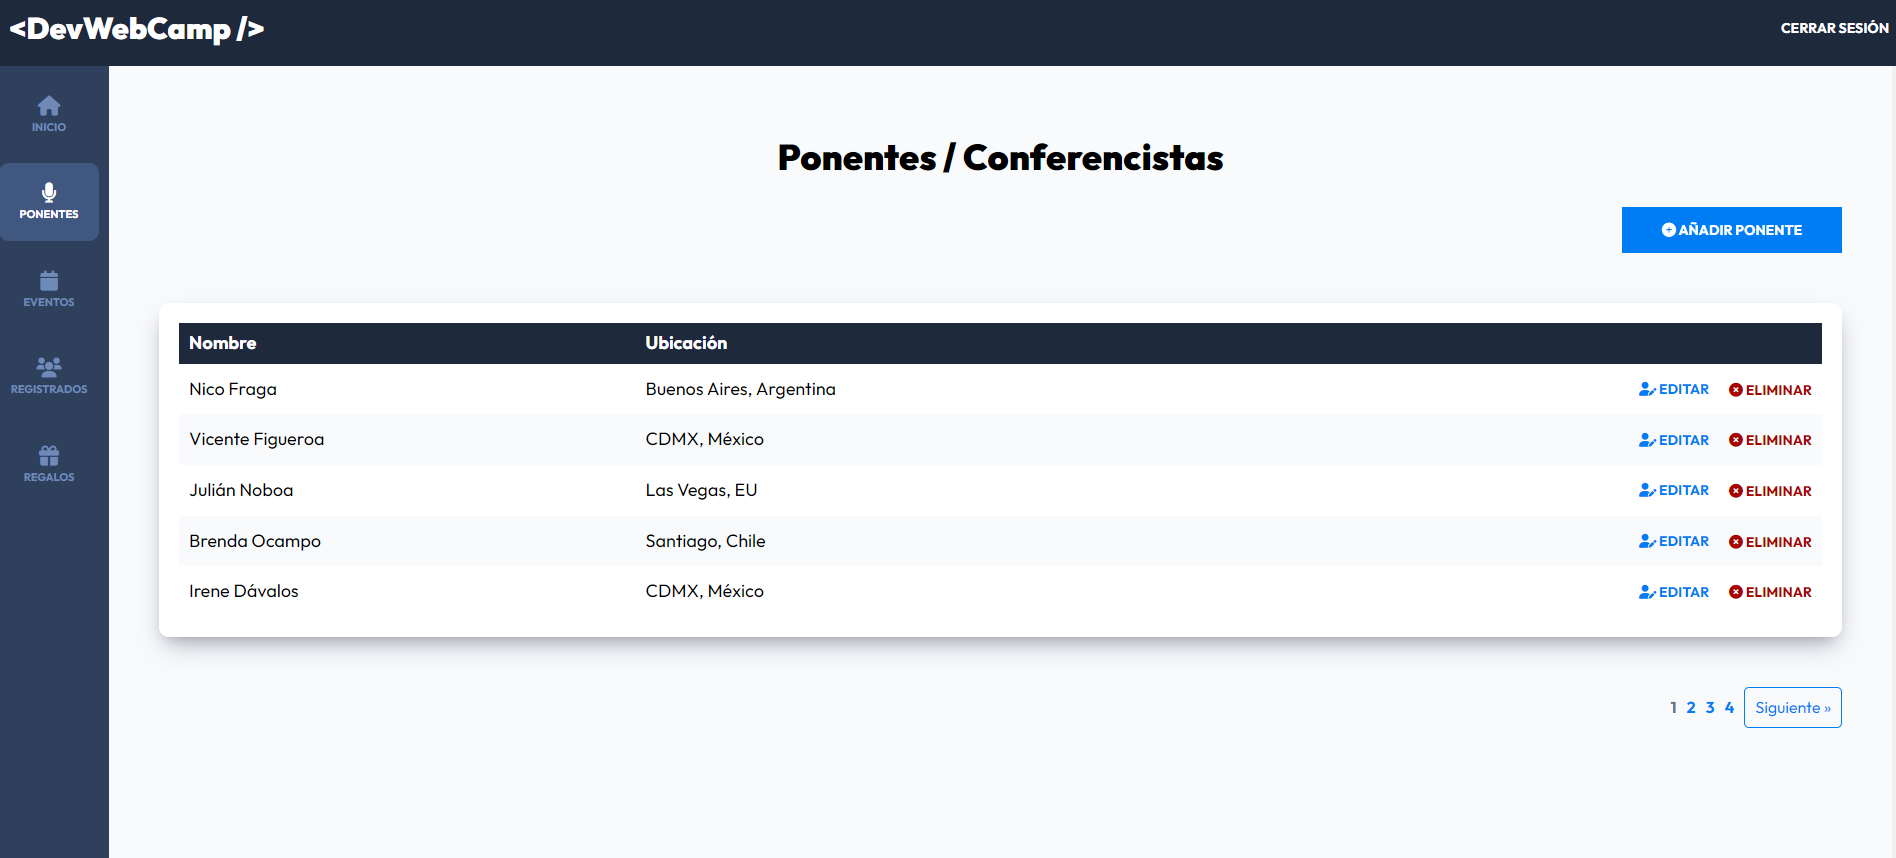 <DevWebCamp />
CERRAR SESIÓN
INICIO
PONENTES
EVENTOS
REGISTRADOS
REGALOS
Ponentes / Conferencistas
AÑADIR PONENTE
Nombre Ubicación
Nico Fraga Buenos Aires, Argentina EDITAR ELIMINAR
Vicente Figueroa CDMX, México EDITAR ELIMINAR
Julián Noboa Las Vegas, EU EDITAR ELIMINAR
Brenda Ocampo Santiago, Chile EDITAR ELIMINAR
Irene Dávalos CDMX, México EDITAR ELIMINAR
1 2 3 4 Siguiente »